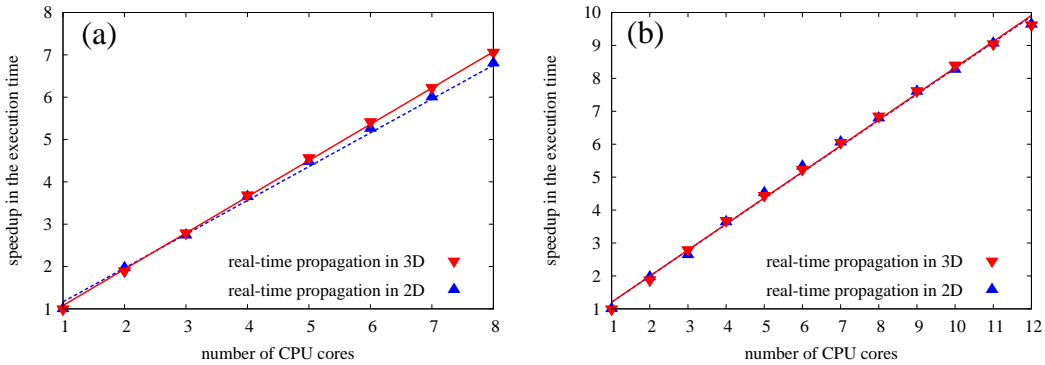 (a)
speedup in the execution time
8
7
6
5
4
3
2
1
real-time propagation in 3D
real-time propagation in 2D
1 2 3 4 5 6 7 8
number of CPU cores
(b)
speedup in the execution time
10
9
8
7
6
5
4
3
2
1
real-time propagation in 3D
real-time propagation in 2D
1 2 3 4 5 6 7 8 9 10 11 12
number of CPU cores